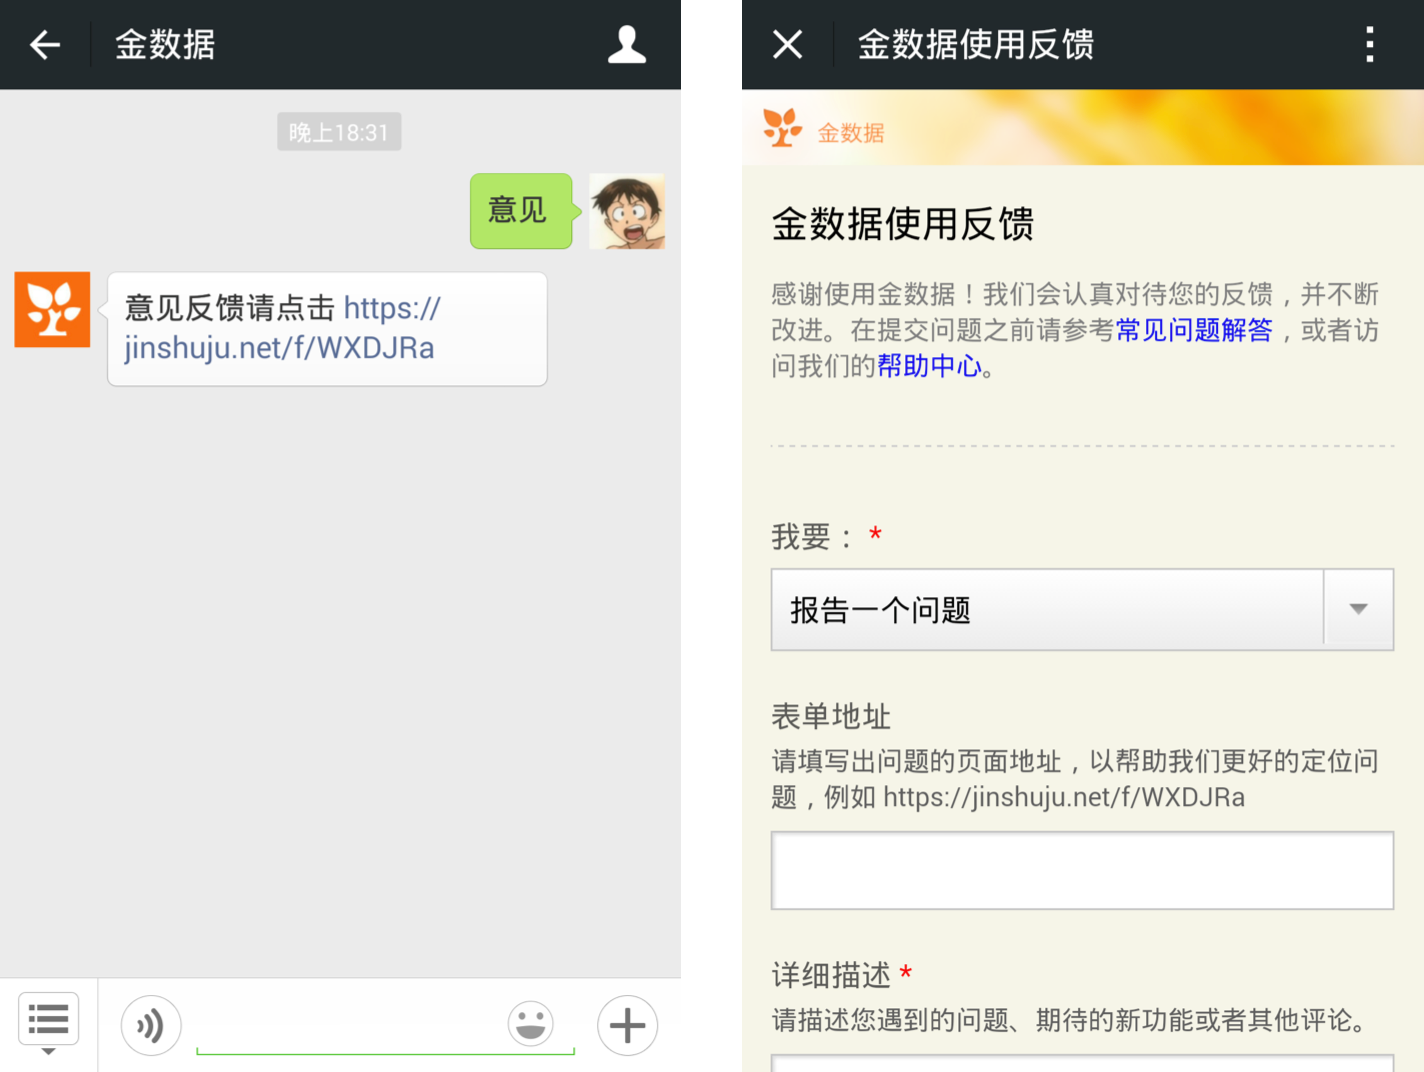 金数据
晚上18:31
意见
意见反馈请点击 https://
jinshuju.net/f/WXDJRa
金数据使用反馈
金数据
金数据使用反馈
感谢使用金数据！我们会认真对待您的反馈，并不断
改进。在提交问题之前请参考常见问题解答，或者访
问我们的帮助中心。
我要： *
报告一个问题
表单地址
请填写出问题的页面地址，以帮助我们更好的定位问
题，例如 https://jinshuju.net/f/WXDJRa
详细描述 *
请描述您遇到的问题、期待的新功能或者其他评论。